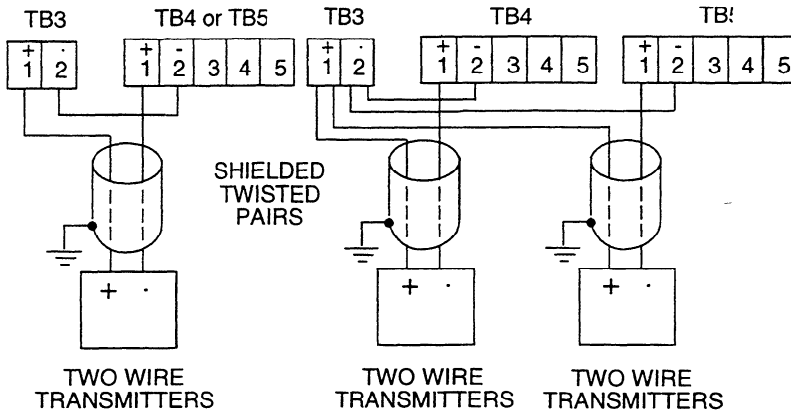 TB3
TB4 or TB5
TB3
TB4
+ -
1 2
+ -
1 2 3 4 5
+ -
1 2
+ -
1 2 3 4 5
+ -
1 2 3 4 5
SHIELDED
TWISTED
PAIRS
+ -
+ -
+ -
TWO WIRE
TRANSMITTERS
TWO WIRE
TRANSMITTERS
TWO WIRE
TRANSMITTERS